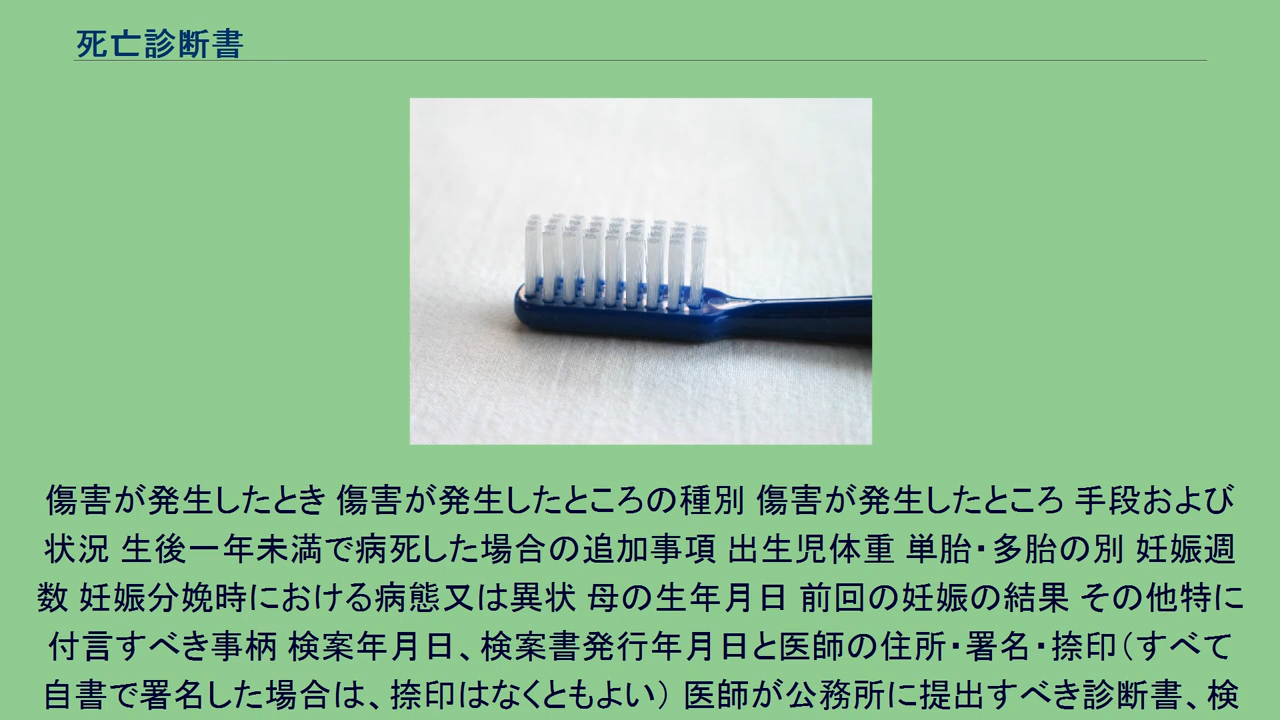 死亡診断書
傷害が発生したとき 傷害が発生したところの種別 傷害が発生したところ 手段および
状況 生後一年未満で病死した場合の追加事項 出生児体重 単胎・多胎の別 妊娠週
数 妊娠分娩時における病態又は異状 母の生年月日 前回の妊娠の結果 その他特に
付言すべき事柄 検案年月日、検案書発行年月日と医師の住所・署名・捺印（すべて
自書で署名した場合は、捺印はなくともよい） 医師が公務所に提出すべき診断書、検